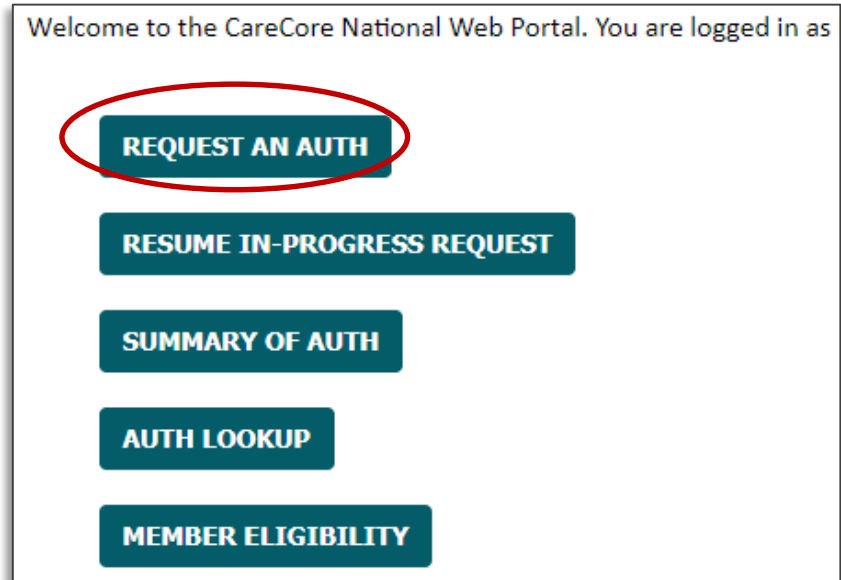 Welcome to the CareCore National Web Portal. You are logged in as
REQUEST AN AUTH
RESUME IN-PROGRESS REQUEST
SUMMARY OF AUTH
AUTH LOOKUP
MEMBER ELIGIBILITY